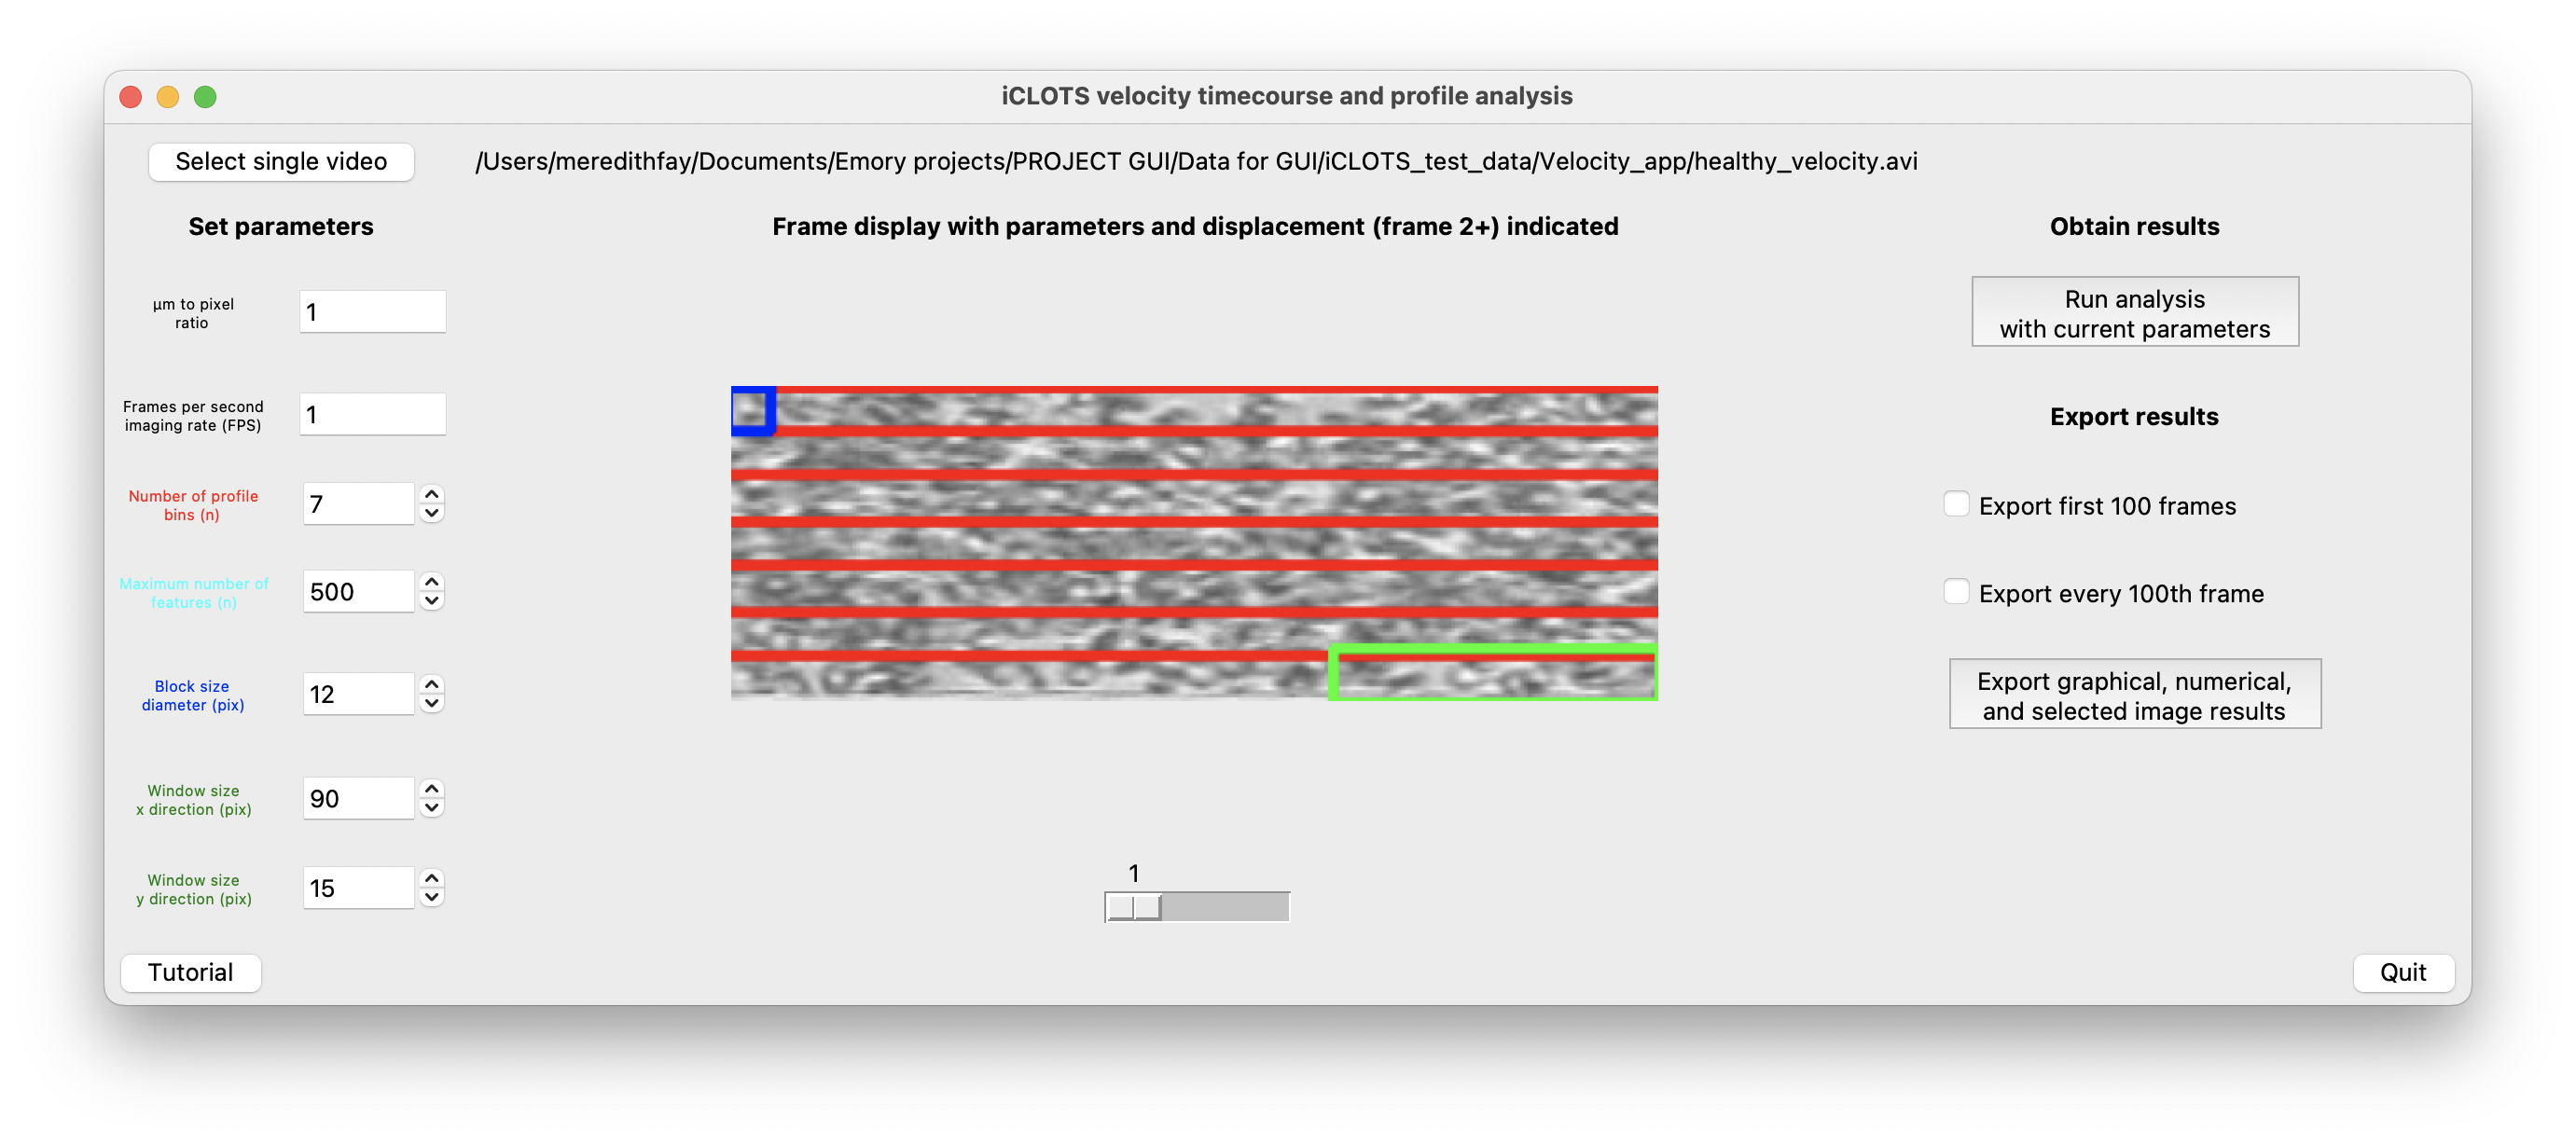 iCLOTS velocity timecourse and profile analysis
Select single video
/Users/meredithfay/Documents/Emory projects/PROJECT GUI/Data for GUI/iCLOTS_test_data/Velocity_app/healthy_velocity.avi
Set parameters
Frame display with parameters and displacement (frame 2+) indicated
Obtain results
µm to pixel
ratio
1
Run analysis
with current parameters
Frames per second
imaging rate (FPS)
1
Export results
Number of profile
bins (n)
7
Export first 100 frames
Maximum number of
features (n)
500
Export every 100th frame
Block size
diameter (pix)
12
Export graphical, numerical,
and selected image results
Window size
x direction (pix)
90
Window size
y direction (pix)
15
1
Tutorial
Quit